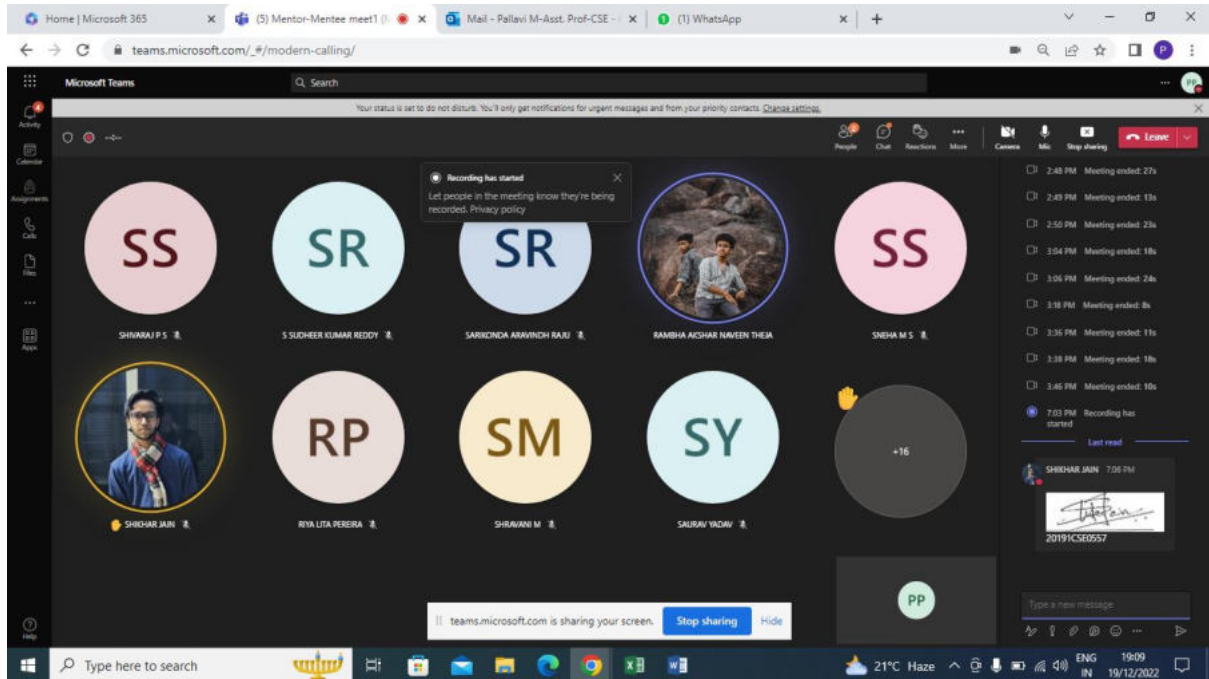 Home | Microsoft 365
(5) Mentor-Mentee meet1 (
Mail - Pallavi M-Asst. Prof-CSE -
(1) WhatsApp
teams.microsoft.com/_#/modern-calling/
P
Microsoft Teams
Search
PP
Your status is set to do not disturb. You'll only get notifications for urgent messages and from your priority contacts. Change settings.
Activity
Calendar
Assignments
Calls
Files
Apps
Help
People
Chat
Reactions
More
Camera
Mic
Stop sharing
Leave
Recording has started
Let people in the meeting know they're being
recorded. Privacy policy
SS
SR
SR
SS
SHIVARAJ P S
S SUDHEER KUMAR REDDY
SARIKONDA ARAVINDH RAJU
RAMBHA AKSHAR NAVEEN THEJA
SNEHA M S
RP
SM
SY
+16
SHIKHAR JAIN
RIYA LITA PEREIRA
SHRAVANI M
SAURAV YADAV
PP
2:48 PM Meeting ended: 27s
2:49 PM Meeting ended: 13s
2:50 PM Meeting ended: 23s
3:04 PM Meeting ended: 18s
3:06 PM Meeting ended: 24s
3:18 PM Meeting ended: 8s
3:36 PM Meeting ended: 11s
3:38 PM Meeting ended: 18s
3:46 PM Meeting ended: 10s
7:03 PM Recording has
started
Last read
SHIKHAR JAIN 7:06 PM
20191CSE0557
Type a new message
teams.microsoft.com is sharing your screen.
Stop sharing
Hide
Type here to search
21°C Haze
ENG
IN
19:09
19/12/2022